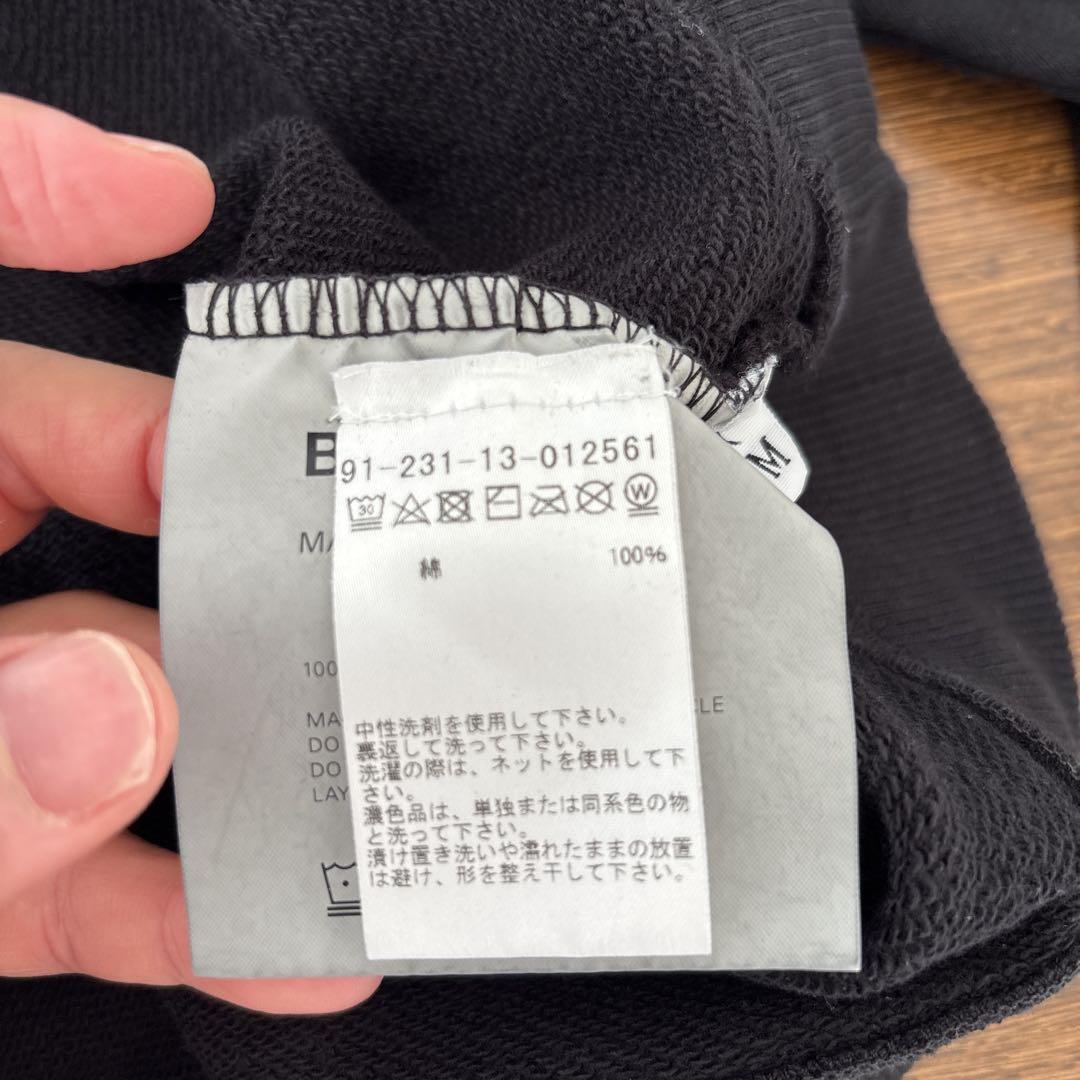 91-231-13-012561
30
W
綿 100%
中性洗剤を使用して下さい。
裏返して洗って下さい。
洗濯の際は、ネットを使用して下
さい。
濃色品は、単独または同系色の物
と洗って下さい。
漬け置き洗いや濡れたままの放置
は避け、形を整え干して下さい。
B
MA
100
MA
CLE
DO
DO
LAY
M